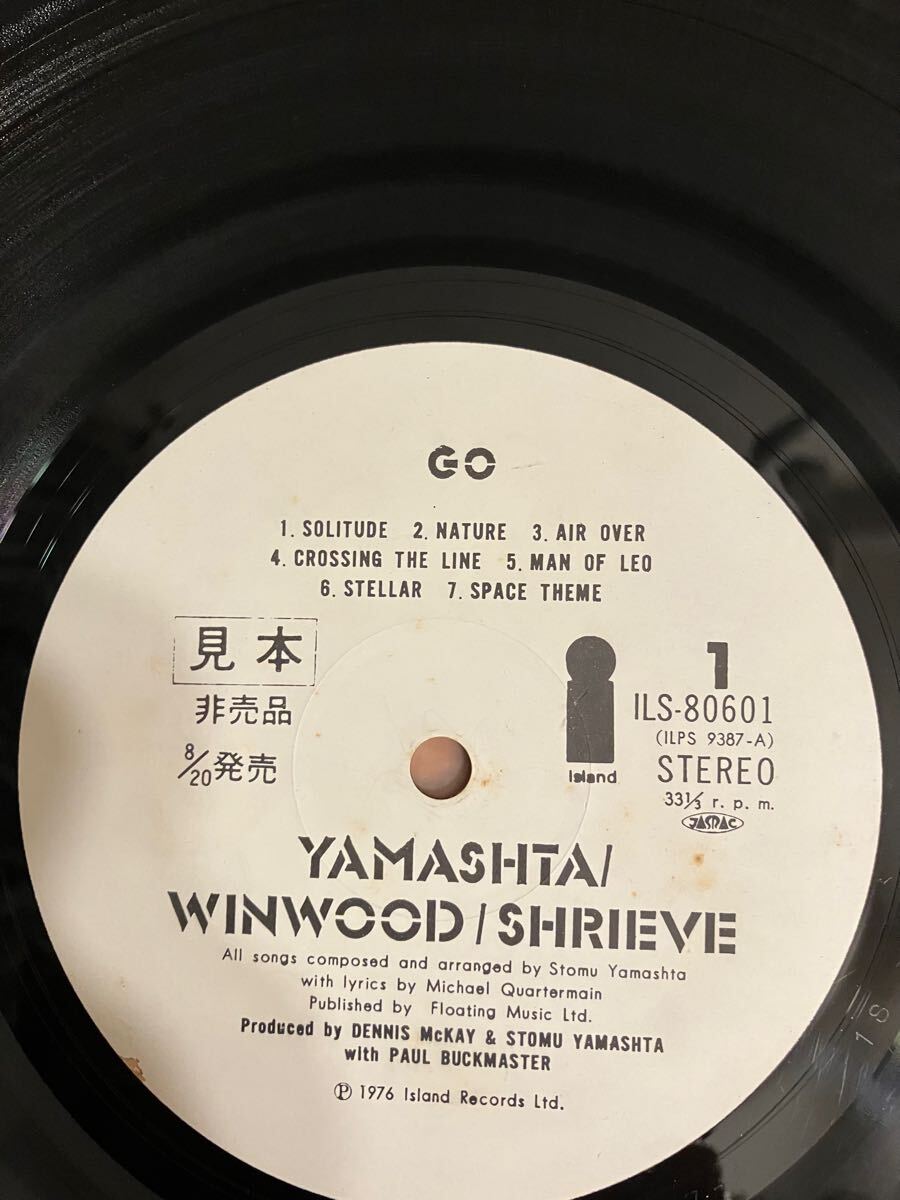 GO
1. SOLITUDE 2. NATURE 3. AIR OVER
4. CROSSING THE LINE 5. MAN OF LEO
6. STELLAR 7. SPACE THEME
見本
非売品
8/20発売
Island
1
ILS-80601
(ILPS 9387-A)
STEREO
33 1/3 r. p. m.
JASRAC
YAMASHTA/
WINWOOD/SHRIEVE
All songs composed and arranged by Stomu Yamashta
with lyrics by Michael Quartermain
Published by Floating Music Ltd.
Produced by DENNIS McKAY & STOMU YAMASHTA
with PAUL BUCKMASTER
Ⓟ 1976 Island Records Ltd.